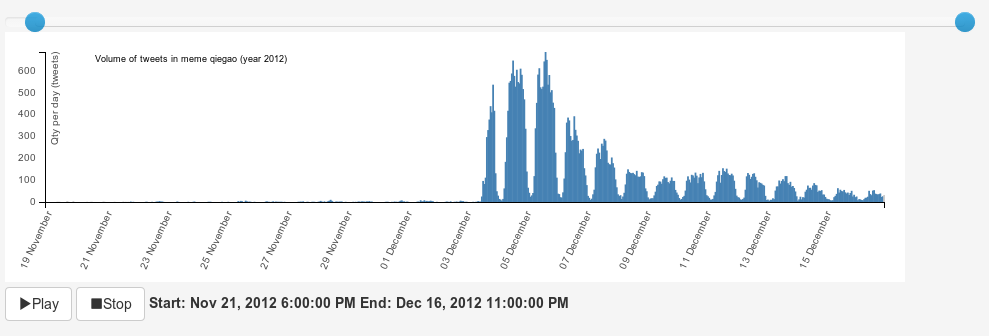 Volume of tweets in meme qiegao (year 2012)
Qty per day (tweets)
600
500
400
300
200
100
0
19 November
21 November
23 November
25 November
27 November
29 November
01 December
03 December
05 December
07 December
09 December
11 December
13 December
15 December
Play
Stop
Start: Nov 21, 2012 6:00:00 PM End: Dec 16, 2012 11:00:00 PM